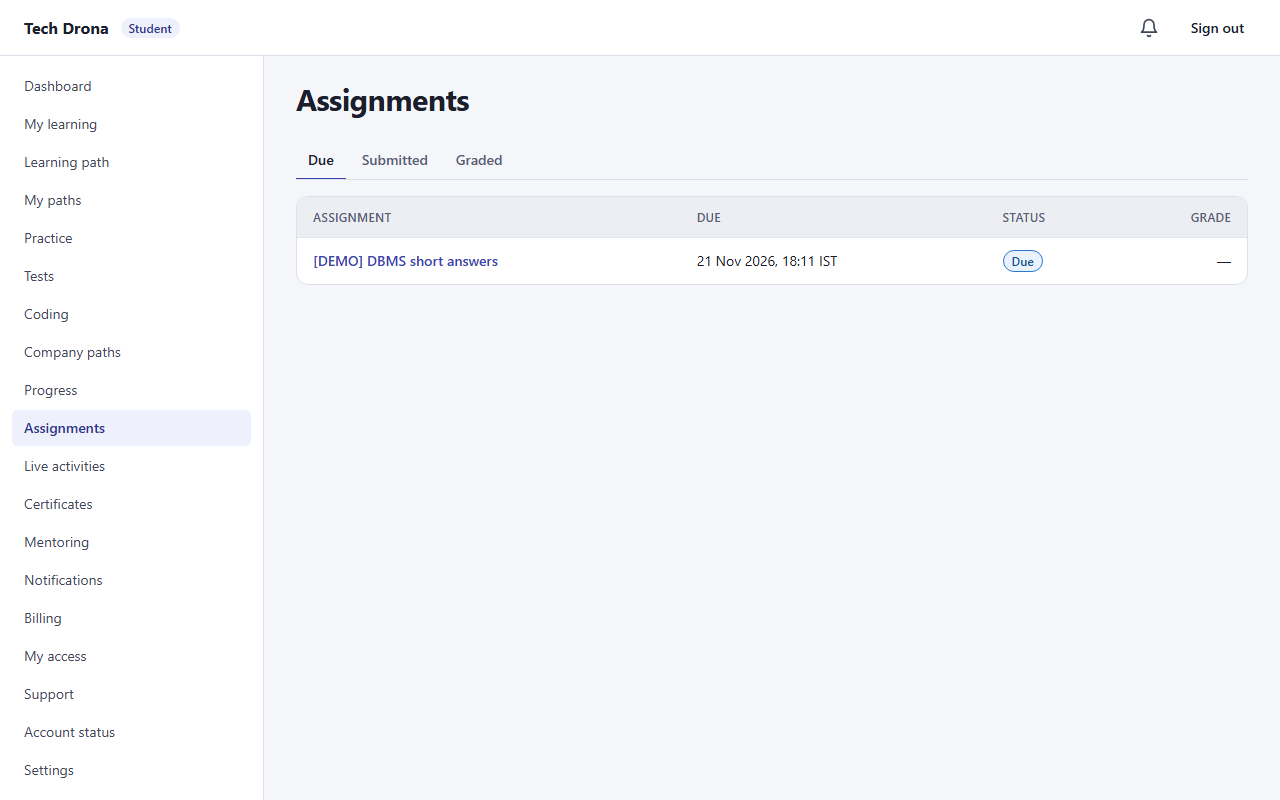 Tech Drona Student Sign out
Dashboard
My learning
Learning path
My paths
Practice
Tests
Coding
Company paths
Progress
Assignments
Live activities
Certificates
Mentoring
Notifications
Billing
My access
Support
Account status
Settings
Assignments
Due Submitted Graded
ASSIGNMENT DUE STATUS GRADE
[DEMO] DBMS short answers 21 Nov 2026, 18:11 IST Due —